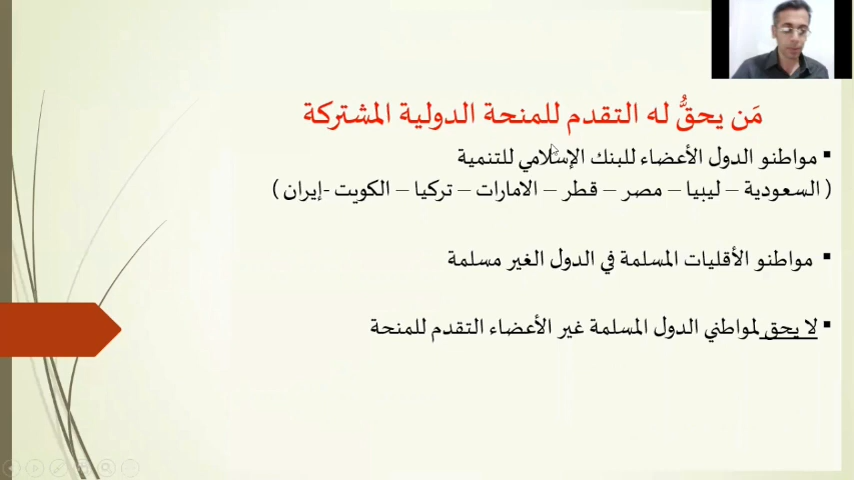 مَن يحقُّ له التقدم للمنحة الدولية المشتركة
مواطنو الدول الأعضاء للبنك الإسلامي للتنمية
( السعودية – ليبيا – مصر – قطر – الامارات – تركيا – الكويت -إيران )
مواطنو الأقليات المسلمة في الدول الغير مسلمة
لا يحق لمواطني الدول المسلمة غير الأعضاء التقدم للمنحة